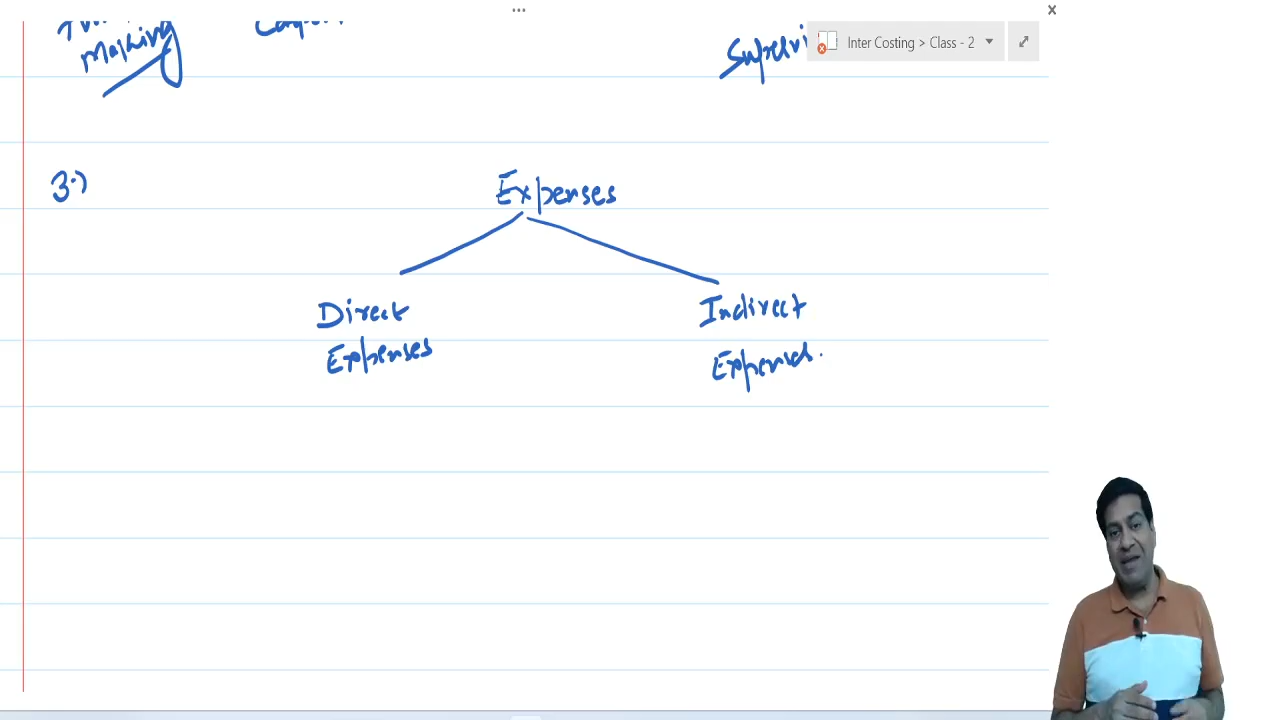 making
Inter Costing > Class - 2
3.)
Expenses
Direct
Expenses
Indirect
Expenses.